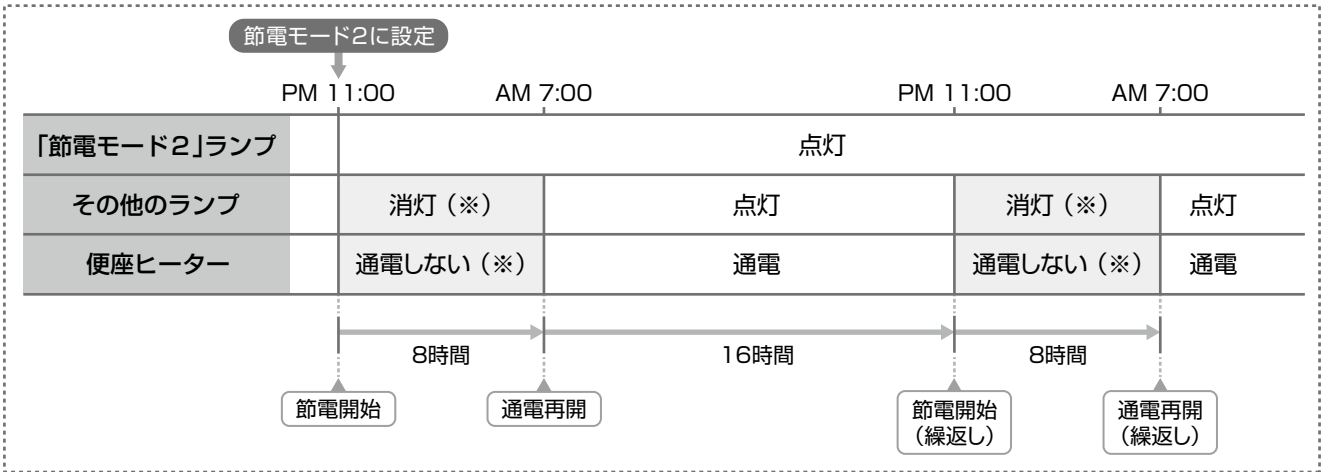 節電モード2に設定
PM 11:00 AM 7:00 PM 11:00 AM 7:00
「節電モード2」ランプ 点灯
その他のランプ 消灯（※） 点灯 消灯（※） 点灯
便座ヒーター 通電しない（※） 通電 通電しない（※） 通電
8時間 16時間 8時間
節電開始 通電再開 節電開始 通電再開
（繰返し） （繰返し）